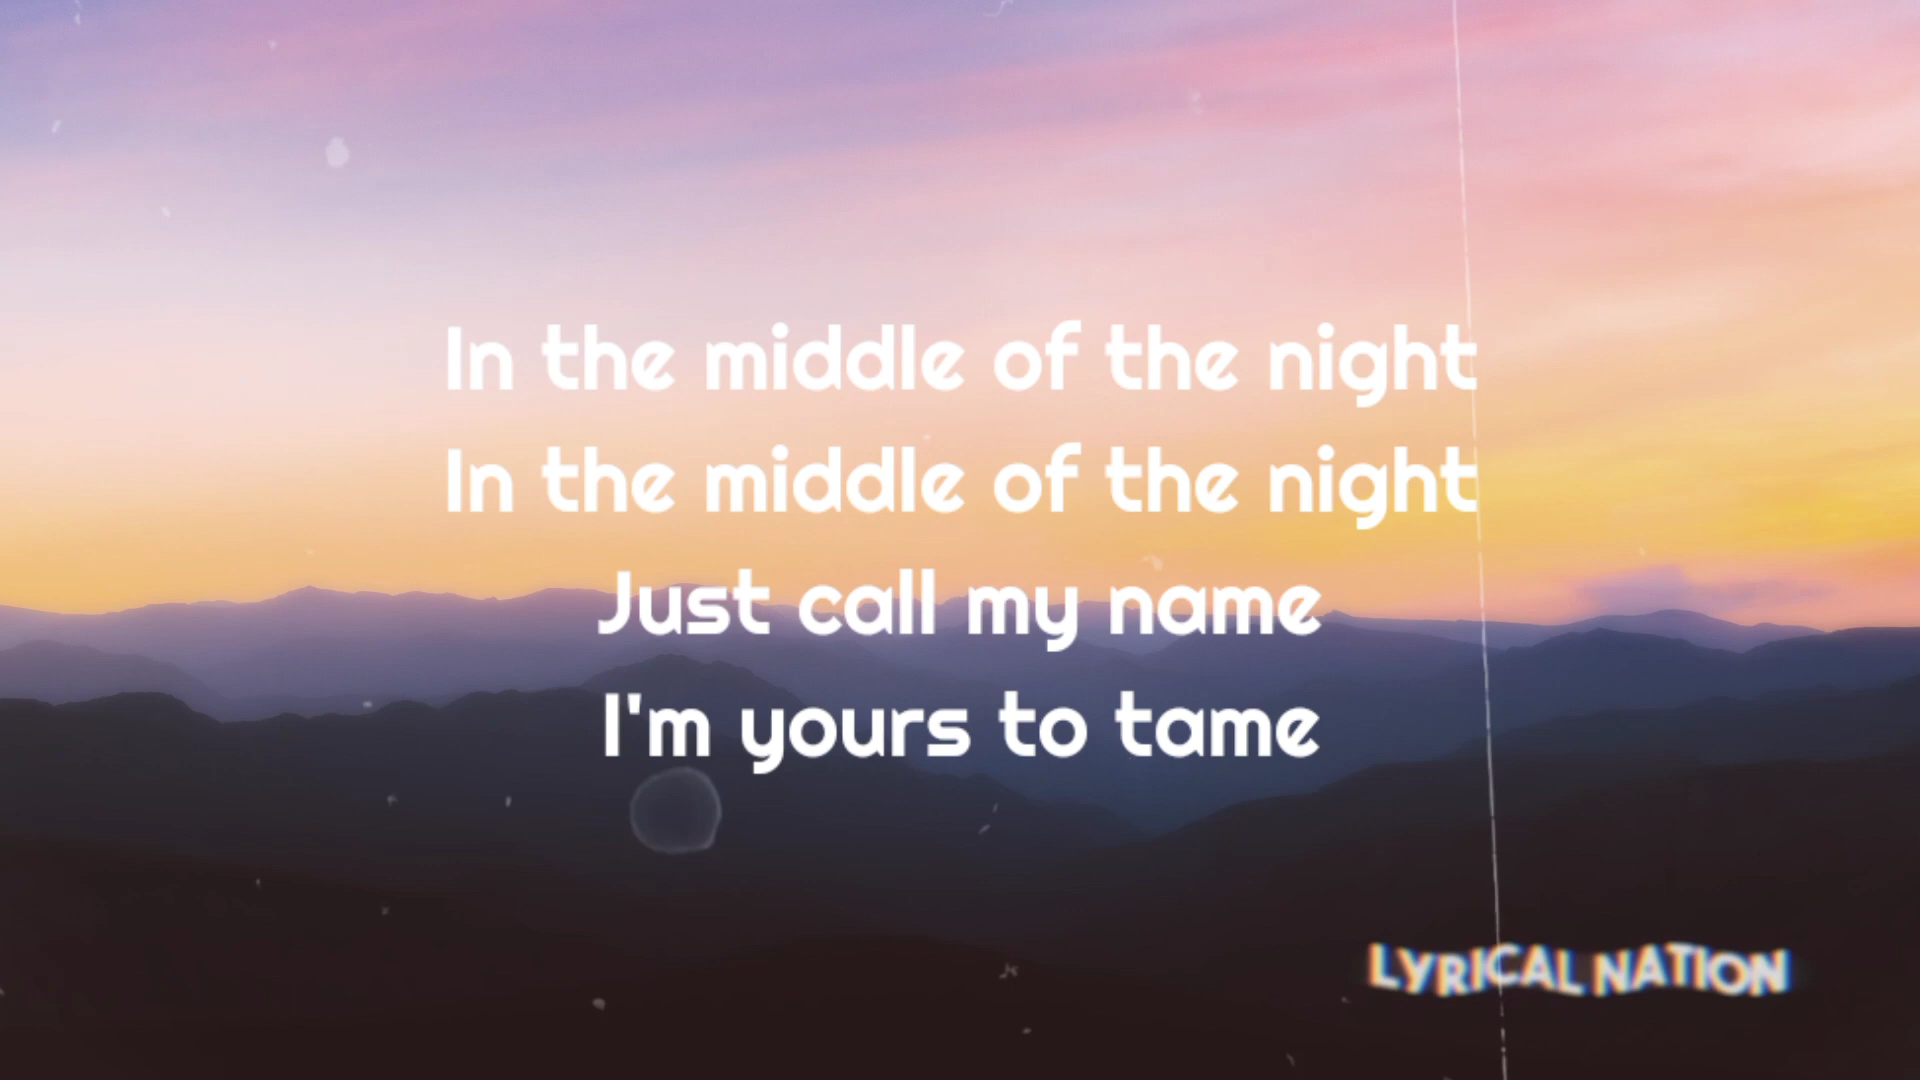 In the middle of the night
In the middle of the night
Just call my name
I'm yours to tame
LYRICAL NATION